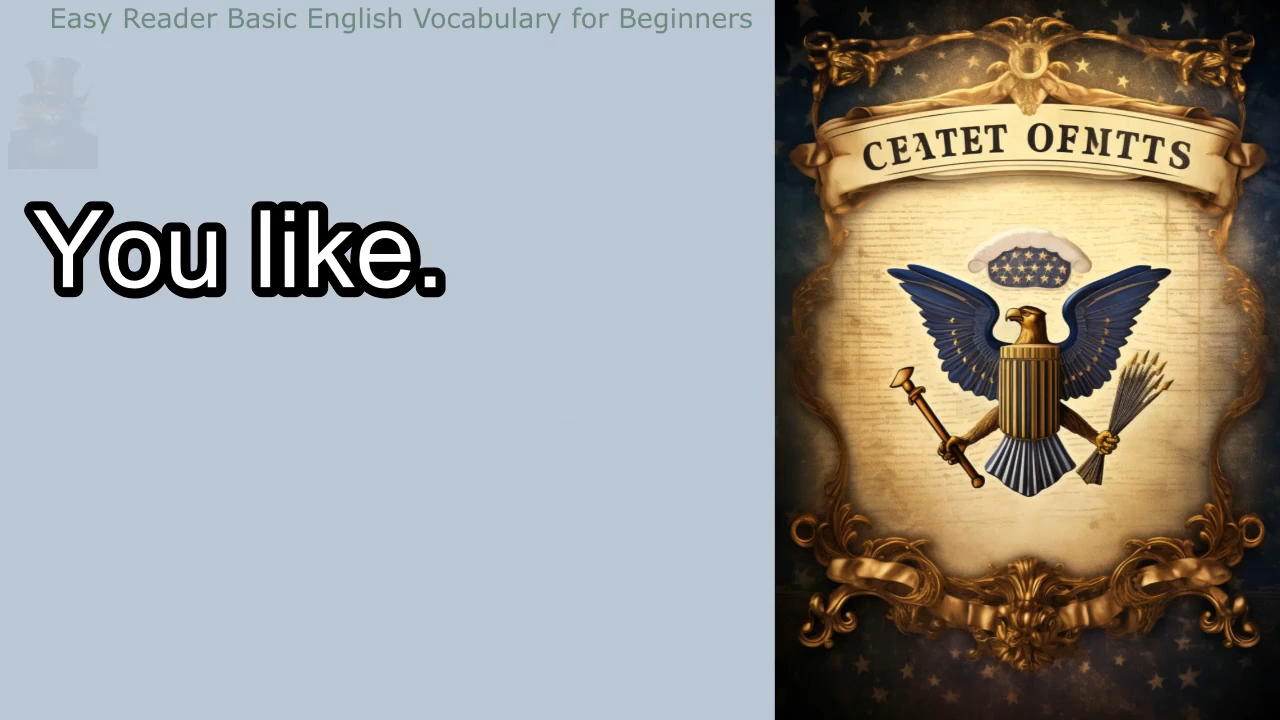 Easy Reader Basic English Vocabulary for Beginners
CEATET OFMTTS
You like.